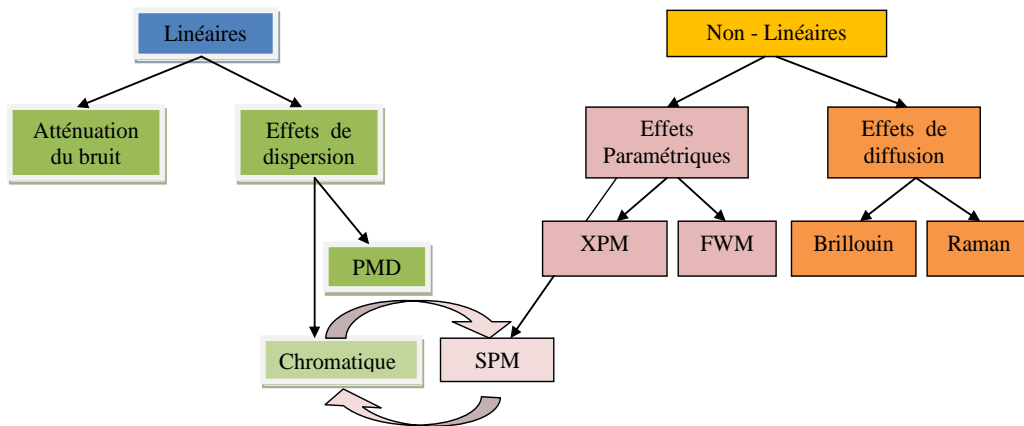 Linéaires
Non - Linéaires
Atténuation
du bruit
Effets de
dispersion
Effets
Paramétriques
Effets de
diffusion
XPM
FWM
Brillouin
Raman
PMD
Chromatique
SPM